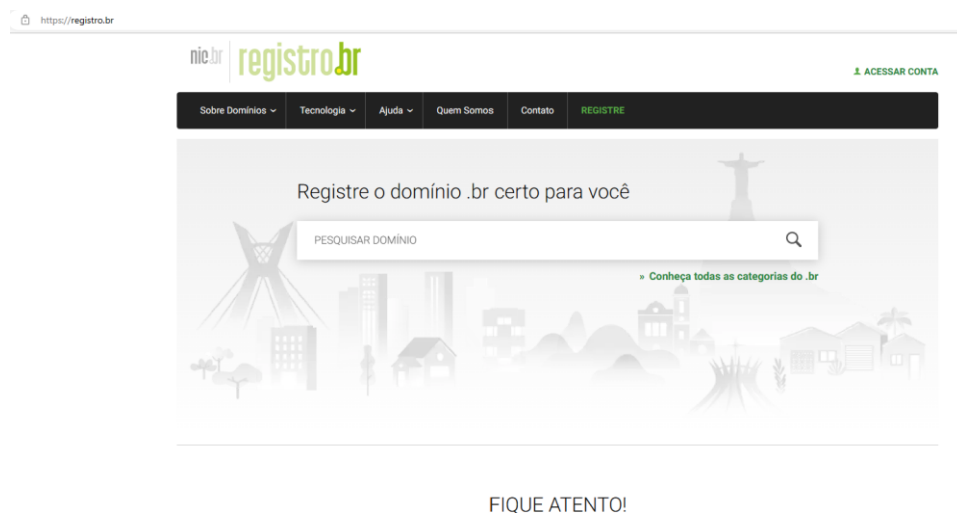 https://registro.br
nic.br registro.br
ACESSAR CONTA
Sobre Domínios Tecnologia Ajuda Quem Somos Contato REGISTRE
Registre o domínio .br certo para você
PESQUISAR DOMÍNIO
» Conheça todas as categorias do .br
FIQUE ATENTO!